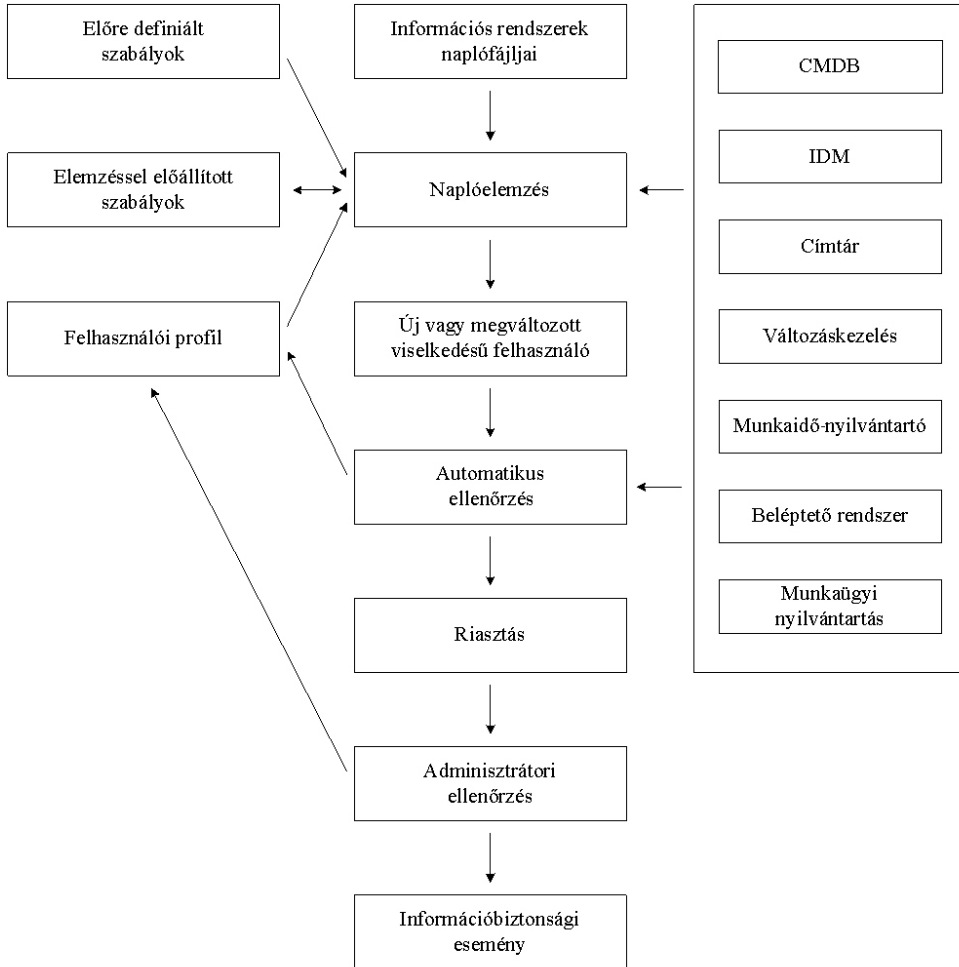 Előre definiált
szabályok
Információs rendszerek
naplófájljai
CMDB
IDM
Elemzéssel előállított
szabályok
Naplóelemzés
Címtár
Felhasználói profil
Új vagy megváltozott
viselkedésű felhasználó
Változáskezelés
Munkaidő-nyilvántartó
Automatikus
ellenőrzés
Beléptető rendszer
Munkaügyi
nyilvántartás
Riasztás
Adminisztrátori
ellenőrzés
Információbiztonsági
esemény